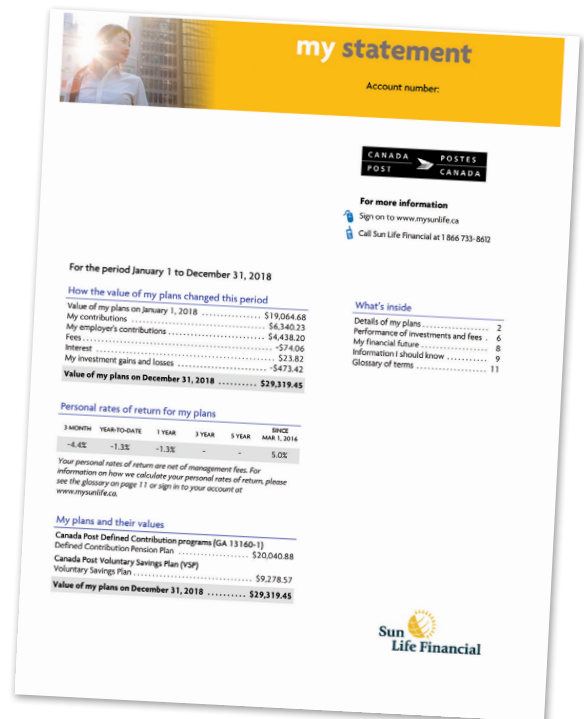 my statement
Account number:
CANADA POSTES
POST CANADA
For more information
Sign on to www.mysunlife.ca
Call Sun Life Financial at 1 866 733-8612
For the period January 1 to December 31, 2018
How the value of my plans changed this period
Value of my plans on January 1, 2018 ................ $19,064.68
My contributions .................................... $6,340.23
My employer's contributions ......................... $4,438.20
Fees ................................................ -$74.06
Interest ............................................ $23.82
My investment gains and losses ...................... -$473.42
Value of my plans on December 31, 2018 .......... $29,319.45
What's inside
Details of my plans ................... 2
Performance of investments and fees . 6
My financial future ................... 8
Information I should know .......... 9
Glossary of terms ..................... 11
Personal rates of return for my plans
3 MONTH YEAR-TO-DATE 1 YEAR 3 YEAR 5 YEAR SINCE
MAR 1, 2016
-4.4% -1.3% -1.3% - - 5.0%
Your personal rates of return are net of management fees. For
information on how we calculate your personal rates of return, please
see the glossary on page 11 or sign in to your account at
www.mysunlife.ca.
My plans and their values
Canada Post Defined Contribution programs (GA 13160-1)
Defined Contribution Pension Plan .................. $20,040.88
Canada Post Voluntary Savings Plan (VSP)
Voluntary Savings Plan ............................. $9,278.57
Value of my plans on December 31, 2018 .......... $29,319.45
Sun
Life Financial